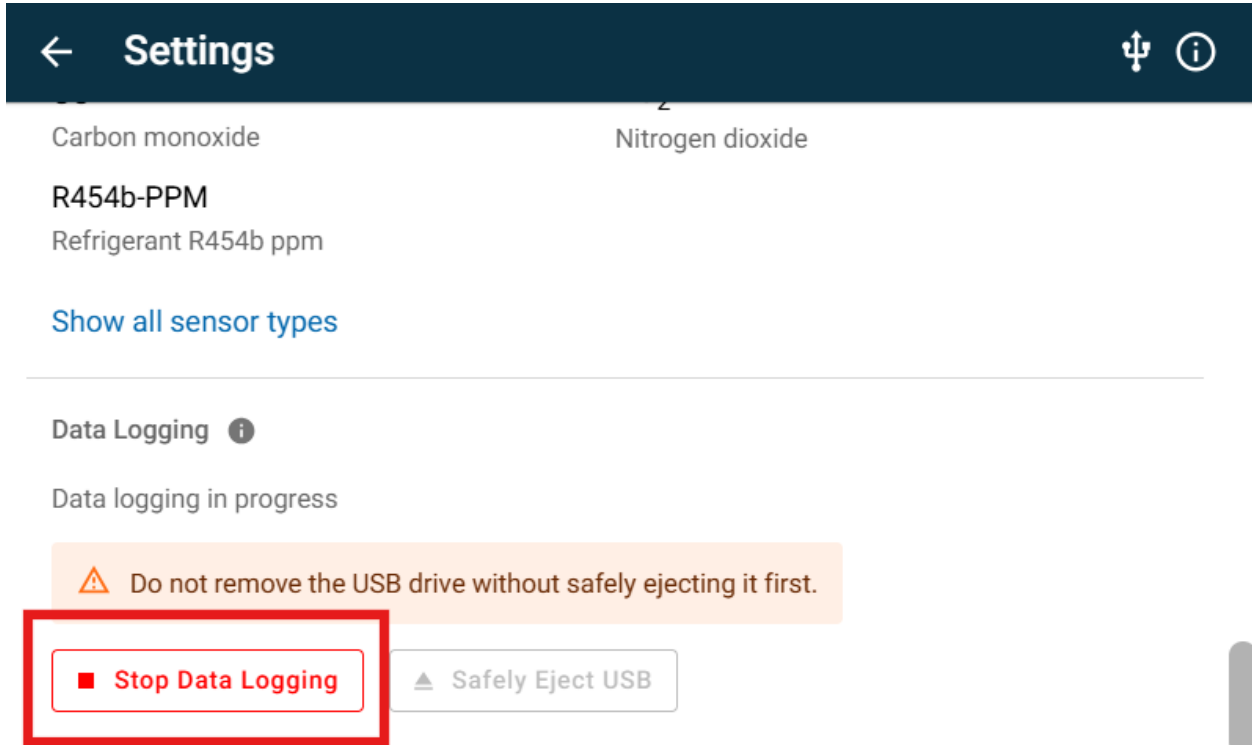 Settings
Carbon monoxide
Nitrogen dioxide
R454b-PPM
Refrigerant R454b ppm
Show all sensor types
Data Logging
Data logging in progress
Do not remove the USB drive without safely ejecting it first.
Stop Data Logging
Safely Eject USB